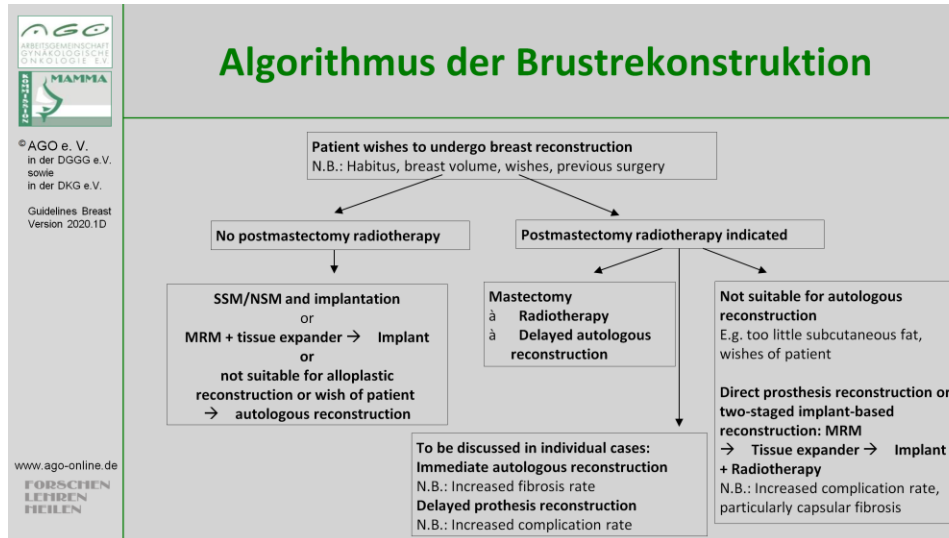 AGO
ARBEITSGEMEINSCHAFT
GYNÄKOLOGISCHE
ONKOLOGIE E.V.
KOMMISSION
MAMMA
© AGO e. V.
in der DGGG e.V.
sowie
in der DKG e.V.
Guidelines Breast
Version 2020.1D
www.ago-online.de
FORSCHEN
LEHREN
HEILEN
Algorithmus der Brustrekonstruktion
Patient wishes to undergo breast reconstruction
N.B.: Habitus, breast volume, wishes, previous surgery
No postmastectomy radiotherapy
Postmastectomy radiotherapy indicated
SSM/NSM and implantation
or
MRM + tissue expander → Implant
or
not suitable for alloplastic
reconstruction or wish of patient
→ autologous reconstruction
Mastectomy
à Radiotherapy
à Delayed autologous
reconstruction
To be discussed in individual cases:
Immediate autologous reconstruction
N.B.: Increased fibrosis rate
Delayed prothesis reconstruction
N.B.: Increased complication rate
Not suitable for autologous
reconstruction
E.g. too little subcutaneous fat,
wishes of patient
Direct prosthesis reconstruction or
two-staged implant-based
reconstruction: MRM
→ Tissue expander → Implant
+ Radiotherapy
N.B.: Increased complication rate,
particularly capsular fibrosis